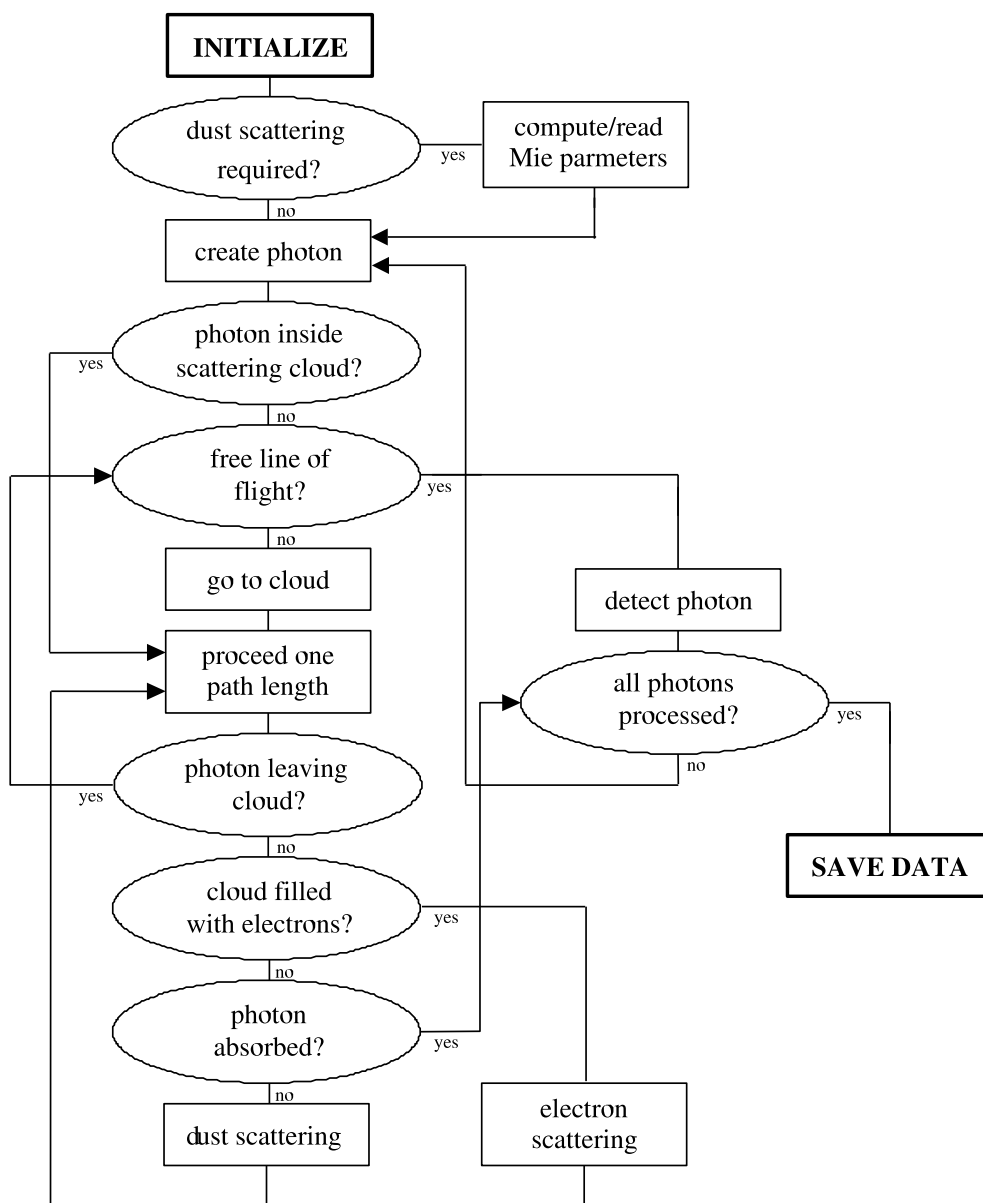 INITIALIZE
dust scattering
required?
yes
compute/read
Mie parmeters
no
create photon
photon inside
scattering cloud?
yes
no
free line of
flight?
yes
no
go to cloud
detect photon
proceed one
path length
all photons
processed?
yes
no
photon leaving
cloud?
yes
no
SAVE DATA
cloud filled
with electrons?
yes
no
photon
absorbed?
yes
no
dust scattering
electron
scattering